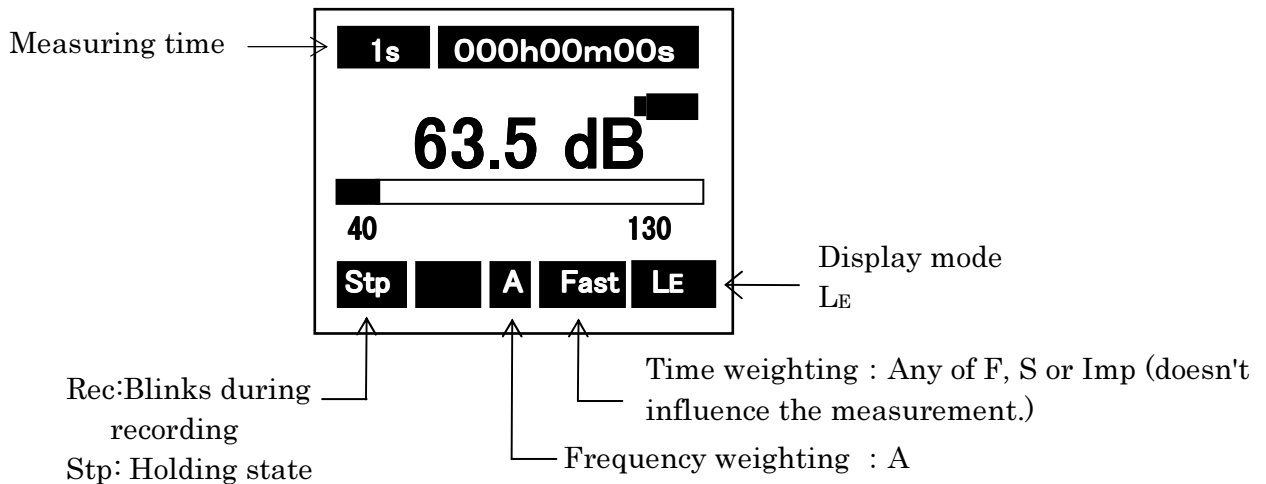 Measuring time
1s 000h00m00s
63.5 dB
40 130
Stp A Fast LE
Display mode
LE
Time weighting : Any of F, S or Imp (doesn't
influence the measurement.)
Rec:Blinks during
recording
Stp: Holding state
Frequency weighting : A